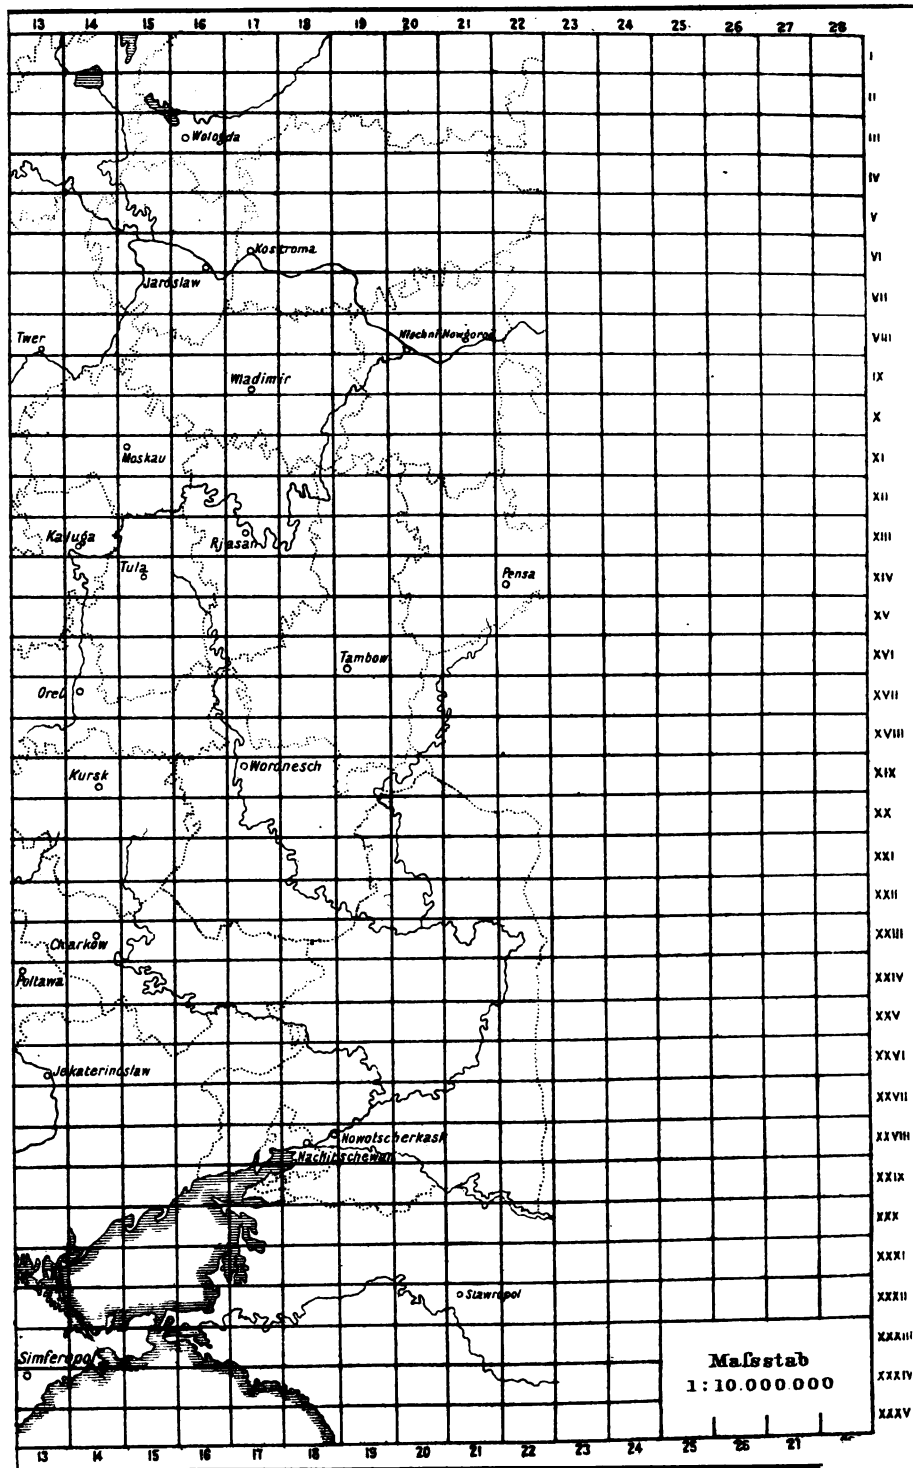 13 14 15 16 17 18 19 20 21 22 23 24 25 26 27 28
I
II
Wologda
III
IV
V
Kostroma
VI
Jaroslaw
VII
Twer
Nischni-Nowgorod
VIII
Wladimir
IX
X
Moskau
XI
XII
Kaluga
Rjasan
XIII
Tula
Pensa
XIV
XV
Tambow
XVI
Orel
XVII
XVIII
Woronesch
Kursk
XIX
XX
XXI
XXII
Charkow
XXIII
Poltawa
XXIV
XXV
Jekaterinoslaw
XXVI
XXVII
Nowotscherkask
XXVIII
Nachitschewan
XXIX
XXX
XXXI
Stawropol
XXXII
XXXIII
Simferopol
Maſsstab
1:10.000.000
XXXIV
XXXV
13 14 15 16 17 18 19 20 21 22 23 24 25 26 27